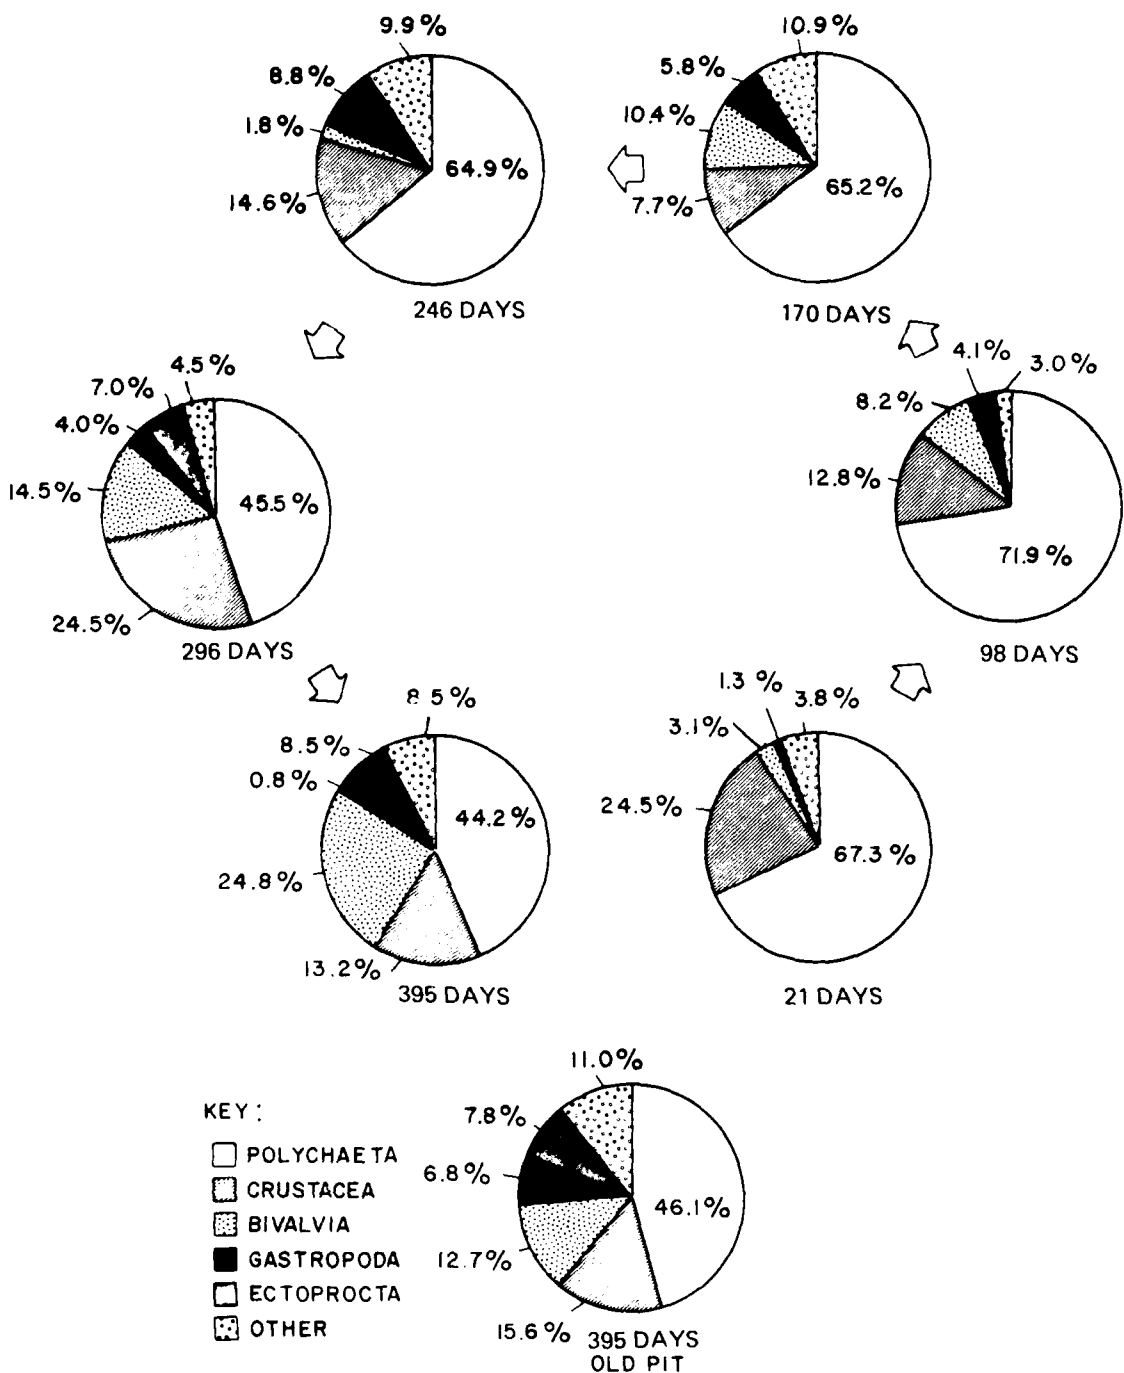 9.9%
8.8%
1.8%
64.9%
14.6%
246 DAYS
10.9%
5.8%
10.4%
65.2%
7.7%
170 DAYS
4.5%
7.0%
4.0%
14.5%
45.5%
24.5%
296 DAYS
4.1%
3.0%
8.2%
12.8%
71.9%
98 DAYS
8 5%
8.5%
0.8%
44.2%
24.8%
13.2%
395 DAYS
1.3 %
3.8%
3.1%
24.5%
67.3%
21 DAYS
KEY:
POLYCHAETA
CRUSTACEA
BIVALVIA
GASTROPODA
ECTOPROCTA
OTHER
11.0%
7.8%
6.8%
46.1%
12.7%
15.6%
395 DAYS
OLD PIT